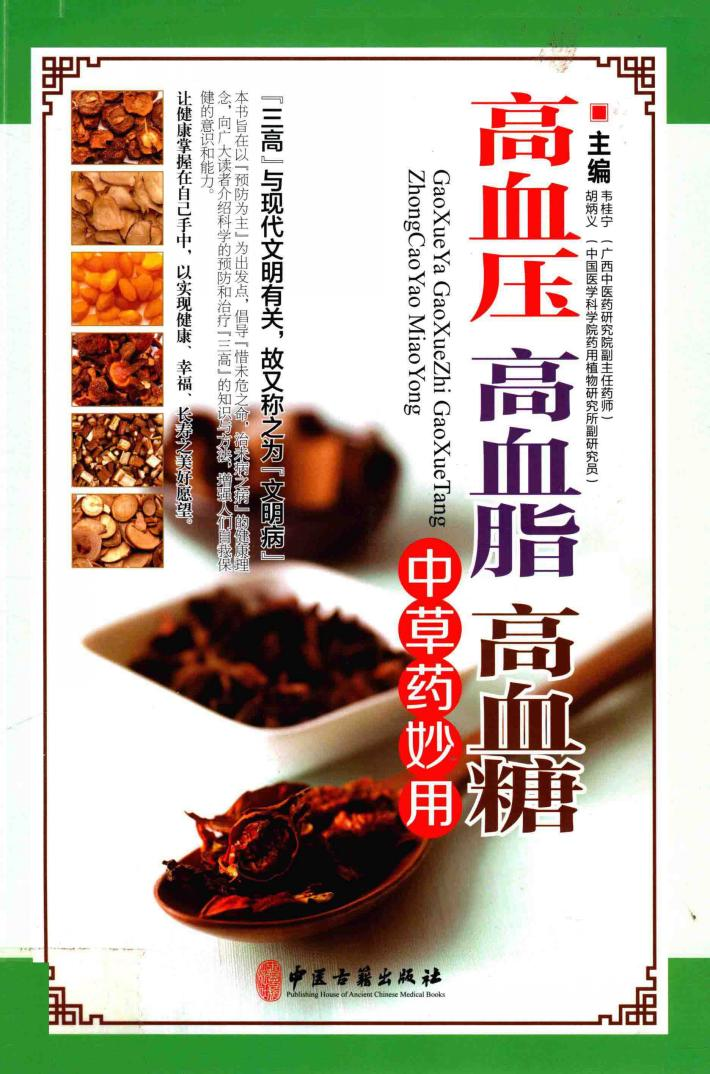 主编
韦桂宁（广西中医药研究院副主任药师）
胡炳义（中国医学科学院药用植物研究所副研究员）
高血压 高血脂 高血糖
GaoXueYa GaoXueZhi GaoXueTang
ZhongCaoYao MiaoYong
中草药妙用
『三高』与现代文明有关，故又称之为『文明病』
本书旨在以『预防为主』为出发点，倡导『惜未危之命，治未病之病』的健康理
念，向广大读者介绍科学的预防和治疗『三高』的知识与方法，增强人们自我保
健的意识和能力。
让健康掌握在自己手中，以实现健康、幸福、长寿之美好愿望。
中医古籍出版社
Publishing House of Ancient Chinese Medical Books